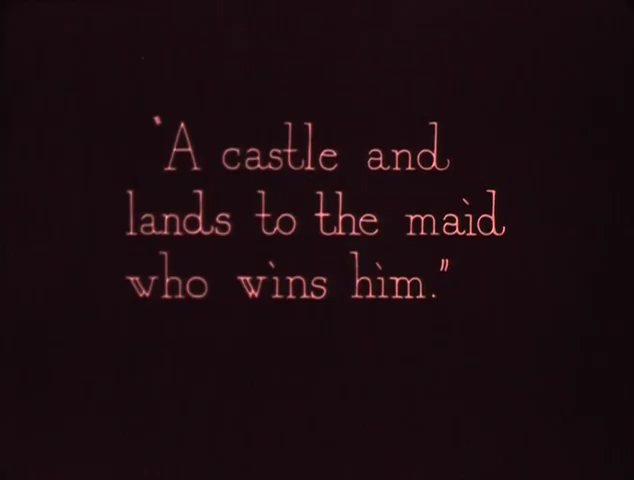 "A castle and
lands to the maid
who wins him."